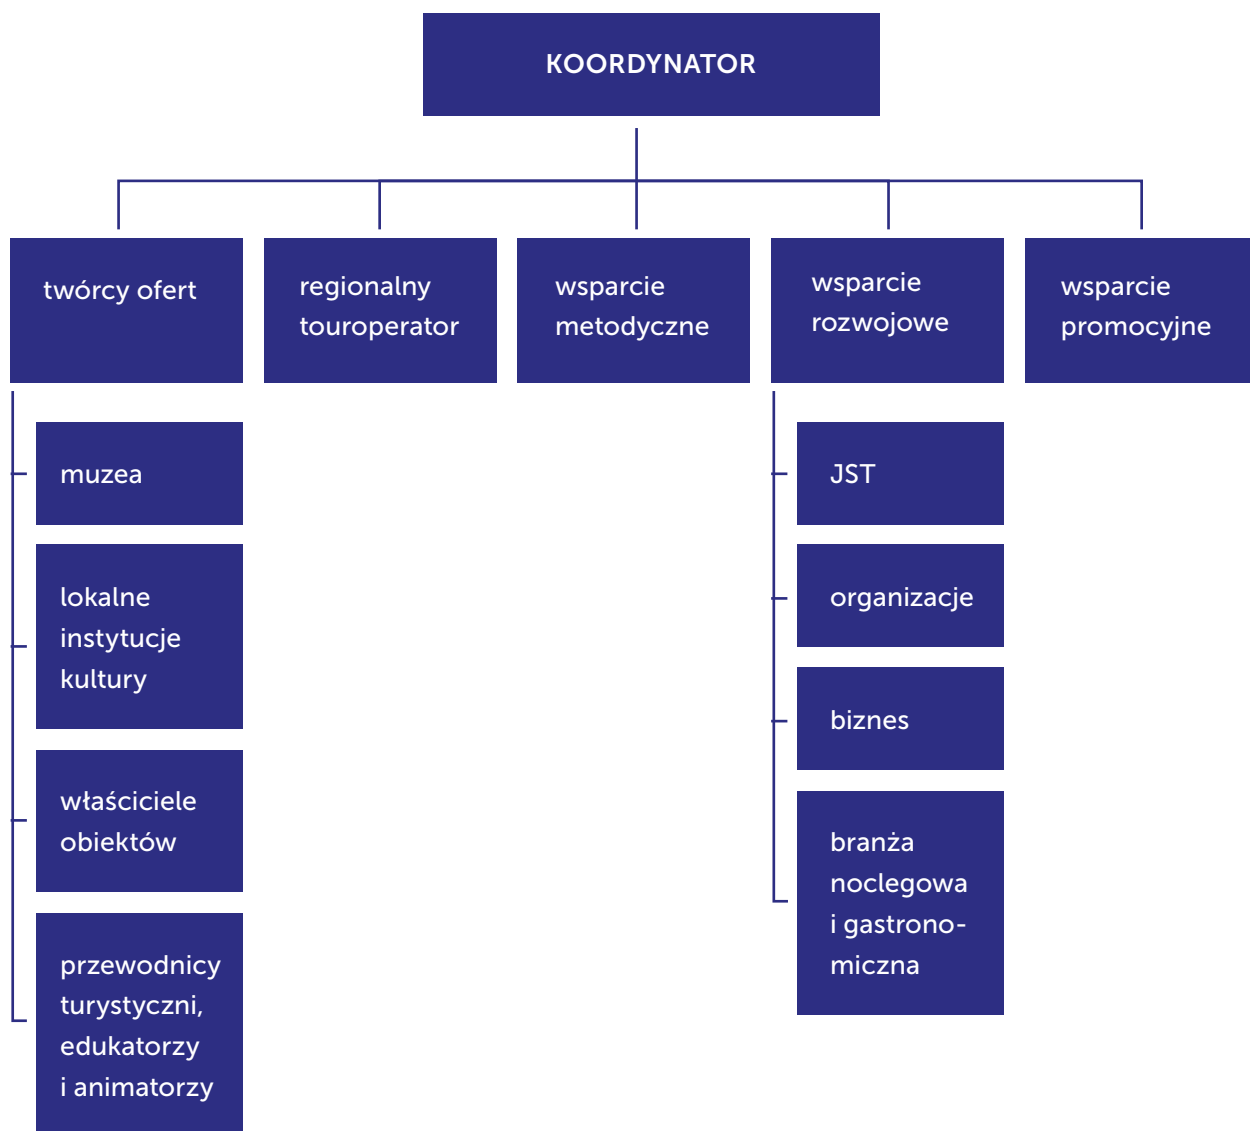 KOORDYNATOR
twórcy ofert
regionalny
touroperator
wsparcie
metodyczne
wsparcie
rozwojowe
wsparcie
promocyjne
muzea
lokalne
instytucje
kultury
właściciele
obiektów
przewodnicy
turystyczni,
edukatorzy
i animatorzy
JST
organizacje
biznes
branża
noclegowa
i gastrono-
miczna